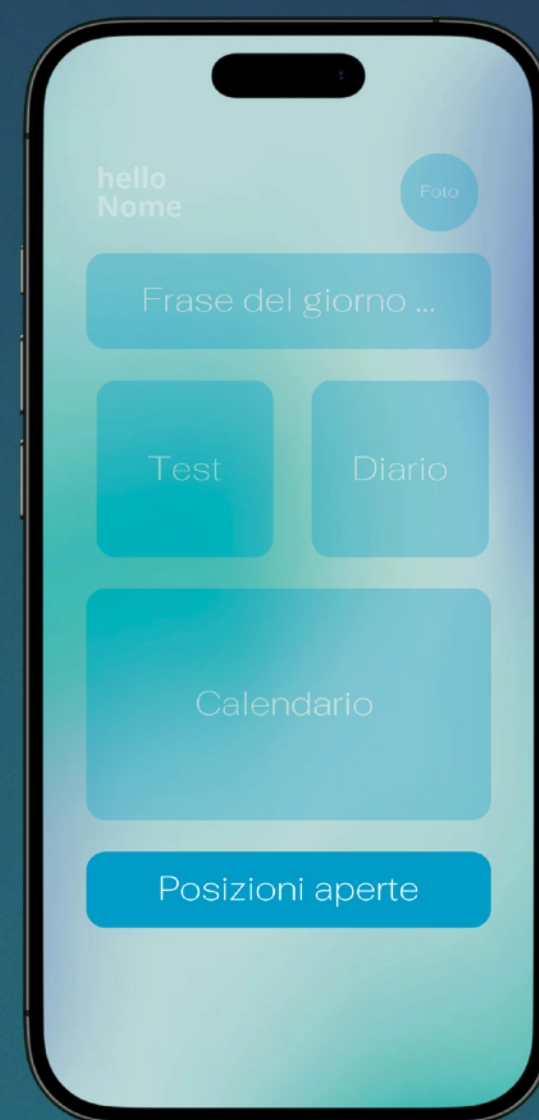 hello
Nome
Foto
Frase del giorno ...
Test
Diario
Calendario
Posizioni aperte